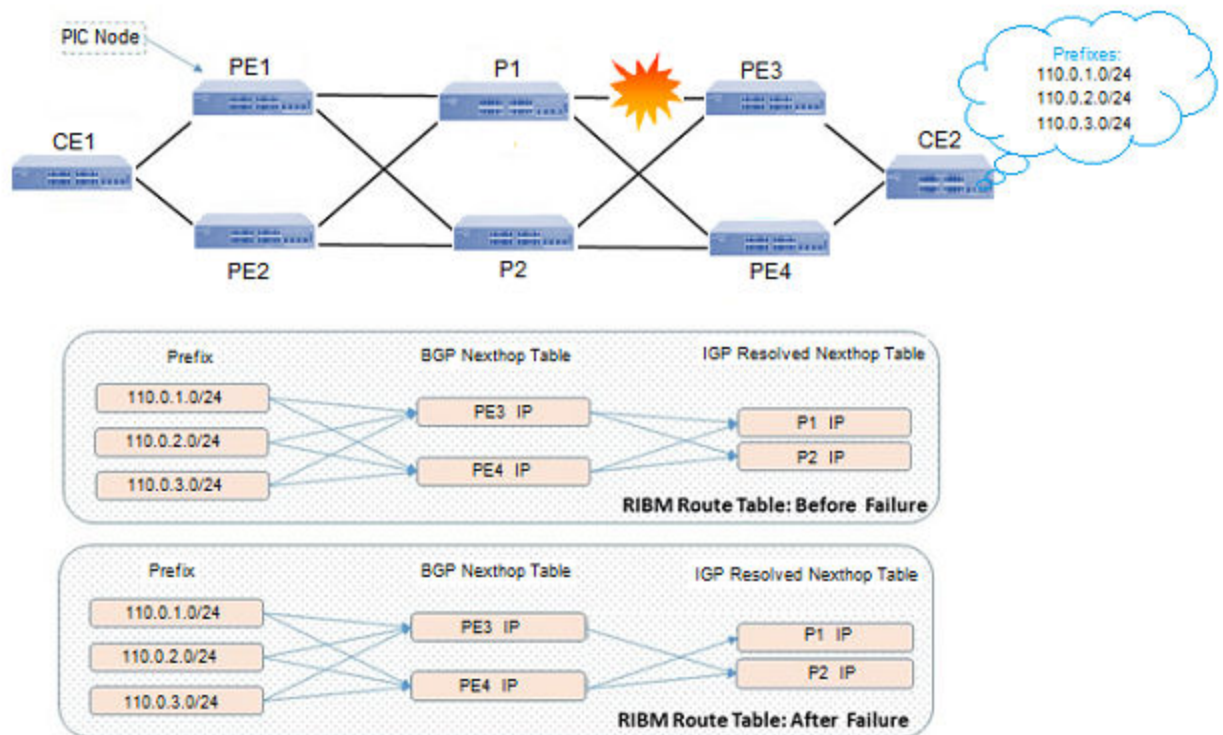 PIC Node
PE1
P1
PE3
Prefixes:
110.0.1.0/24
110.0.2.0/24
110.0.3.0/24
CE1
CE2
PE2
P2
PE4
Prefix
BGP Nexthop Table
IGP Resolved Nexthop Table
110.0.1.0/24
PE3 IP
P1 IP
110.0.2.0/24
P2 IP
PE4 IP
110.0.3.0/24
RIBM Route Table: Before Failure
Prefix
BGP Nexthop Table
IGP Resolved Nexthop Table
110.0.1.0/24
PE3 IP
P1 IP
110.0.2.0/24
P2 IP
PE4 IP
110.0.3.0/24
RIBM Route Table: After Failure